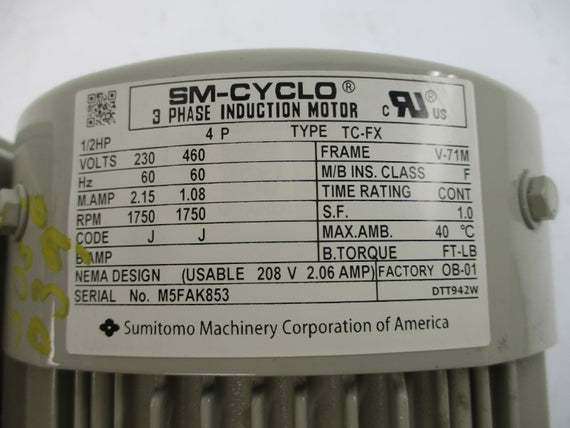 SM-CYCLO®
3 PHASE INDUCTION MOTOR
C UR ® US
1/2HP 4 P TYPE TC-FX
VOLTS 230 460 FRAME V-71M
Hz 60 60 M/B INS. CLASS F
M.AMP 2.15 1.08 TIME RATING CONT
RPM 1750 1750 S.F. 1.0
CODE J J MAX.AMB. 40 ℃
B.AMP B.TORQUE FT-LB
NEMA DESIGN (USABLE 208 V 2.06 AMP) FACTORY OB-01
SERIAL No. M5FAK853 DTT942W
Sumitomo Machinery Corporation of America